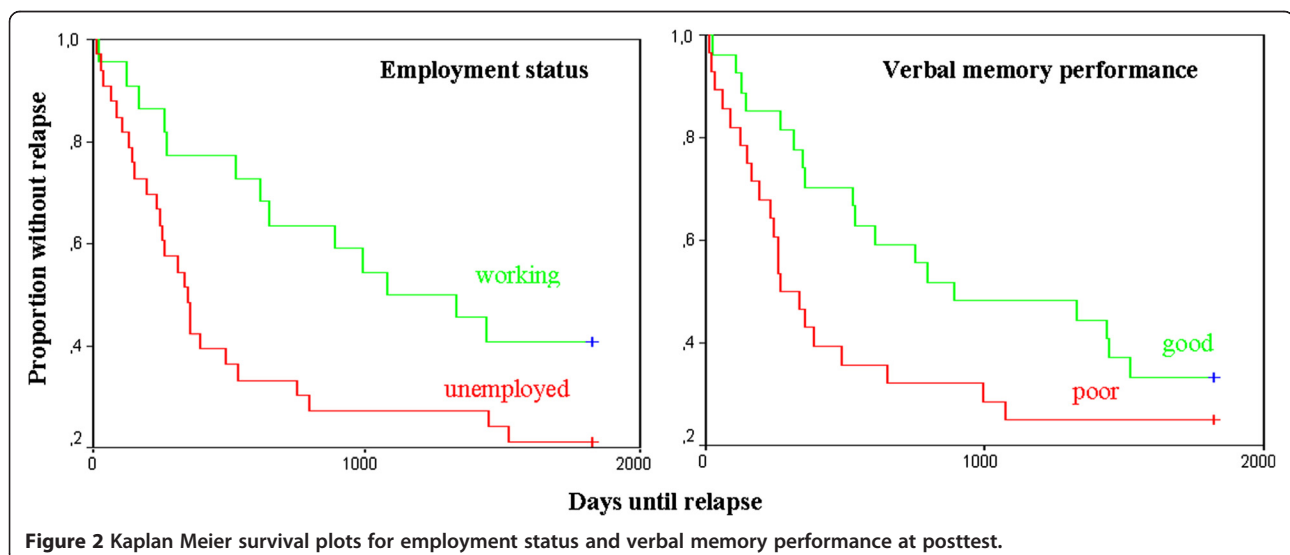 Employment status
1,0
,8
,6
,4
,2
0
1000
2000
working
unemployed
Proportion without relapse
Verbal memory performance
1,0
,8
,6
,4
,2
0
1000
2000
good
poor
Days until relapse
Figure 2 Kaplan Meier survival plots for employment status and verbal memory performance at posttest.